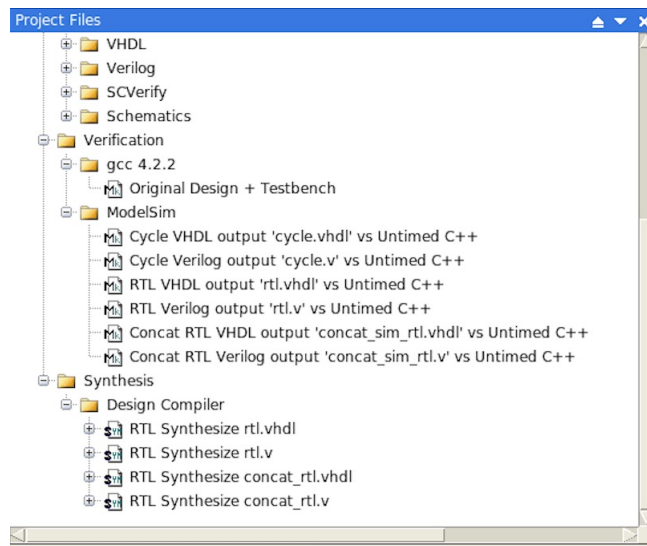 Project Files
VHDL
Verilog
SCVerify
Schematics
Verification
gcc 4.2.2
Original Design + Testbench
ModelSim
Cycle VHDL output 'cycle.vhdl' vs Untimed C++
Cycle Verilog output 'cycle.v' vs Untimed C++
RTL VHDL output 'rtl.vhdl' vs Untimed C++
RTL Verilog output 'rtl.v' vs Untimed C++
Concat RTL VHDL output 'concat_sim_rtl.vhdl' vs Untimed C++
Concat RTL Verilog output 'concat_sim_rtl.v' vs Untimed C++
Synthesis
Design Compiler
RTL Synthesize rtl.vhdl
RTL Synthesize rtl.v
RTL Synthesize concat_rtl.vhdl
RTL Synthesize concat_rtl.v